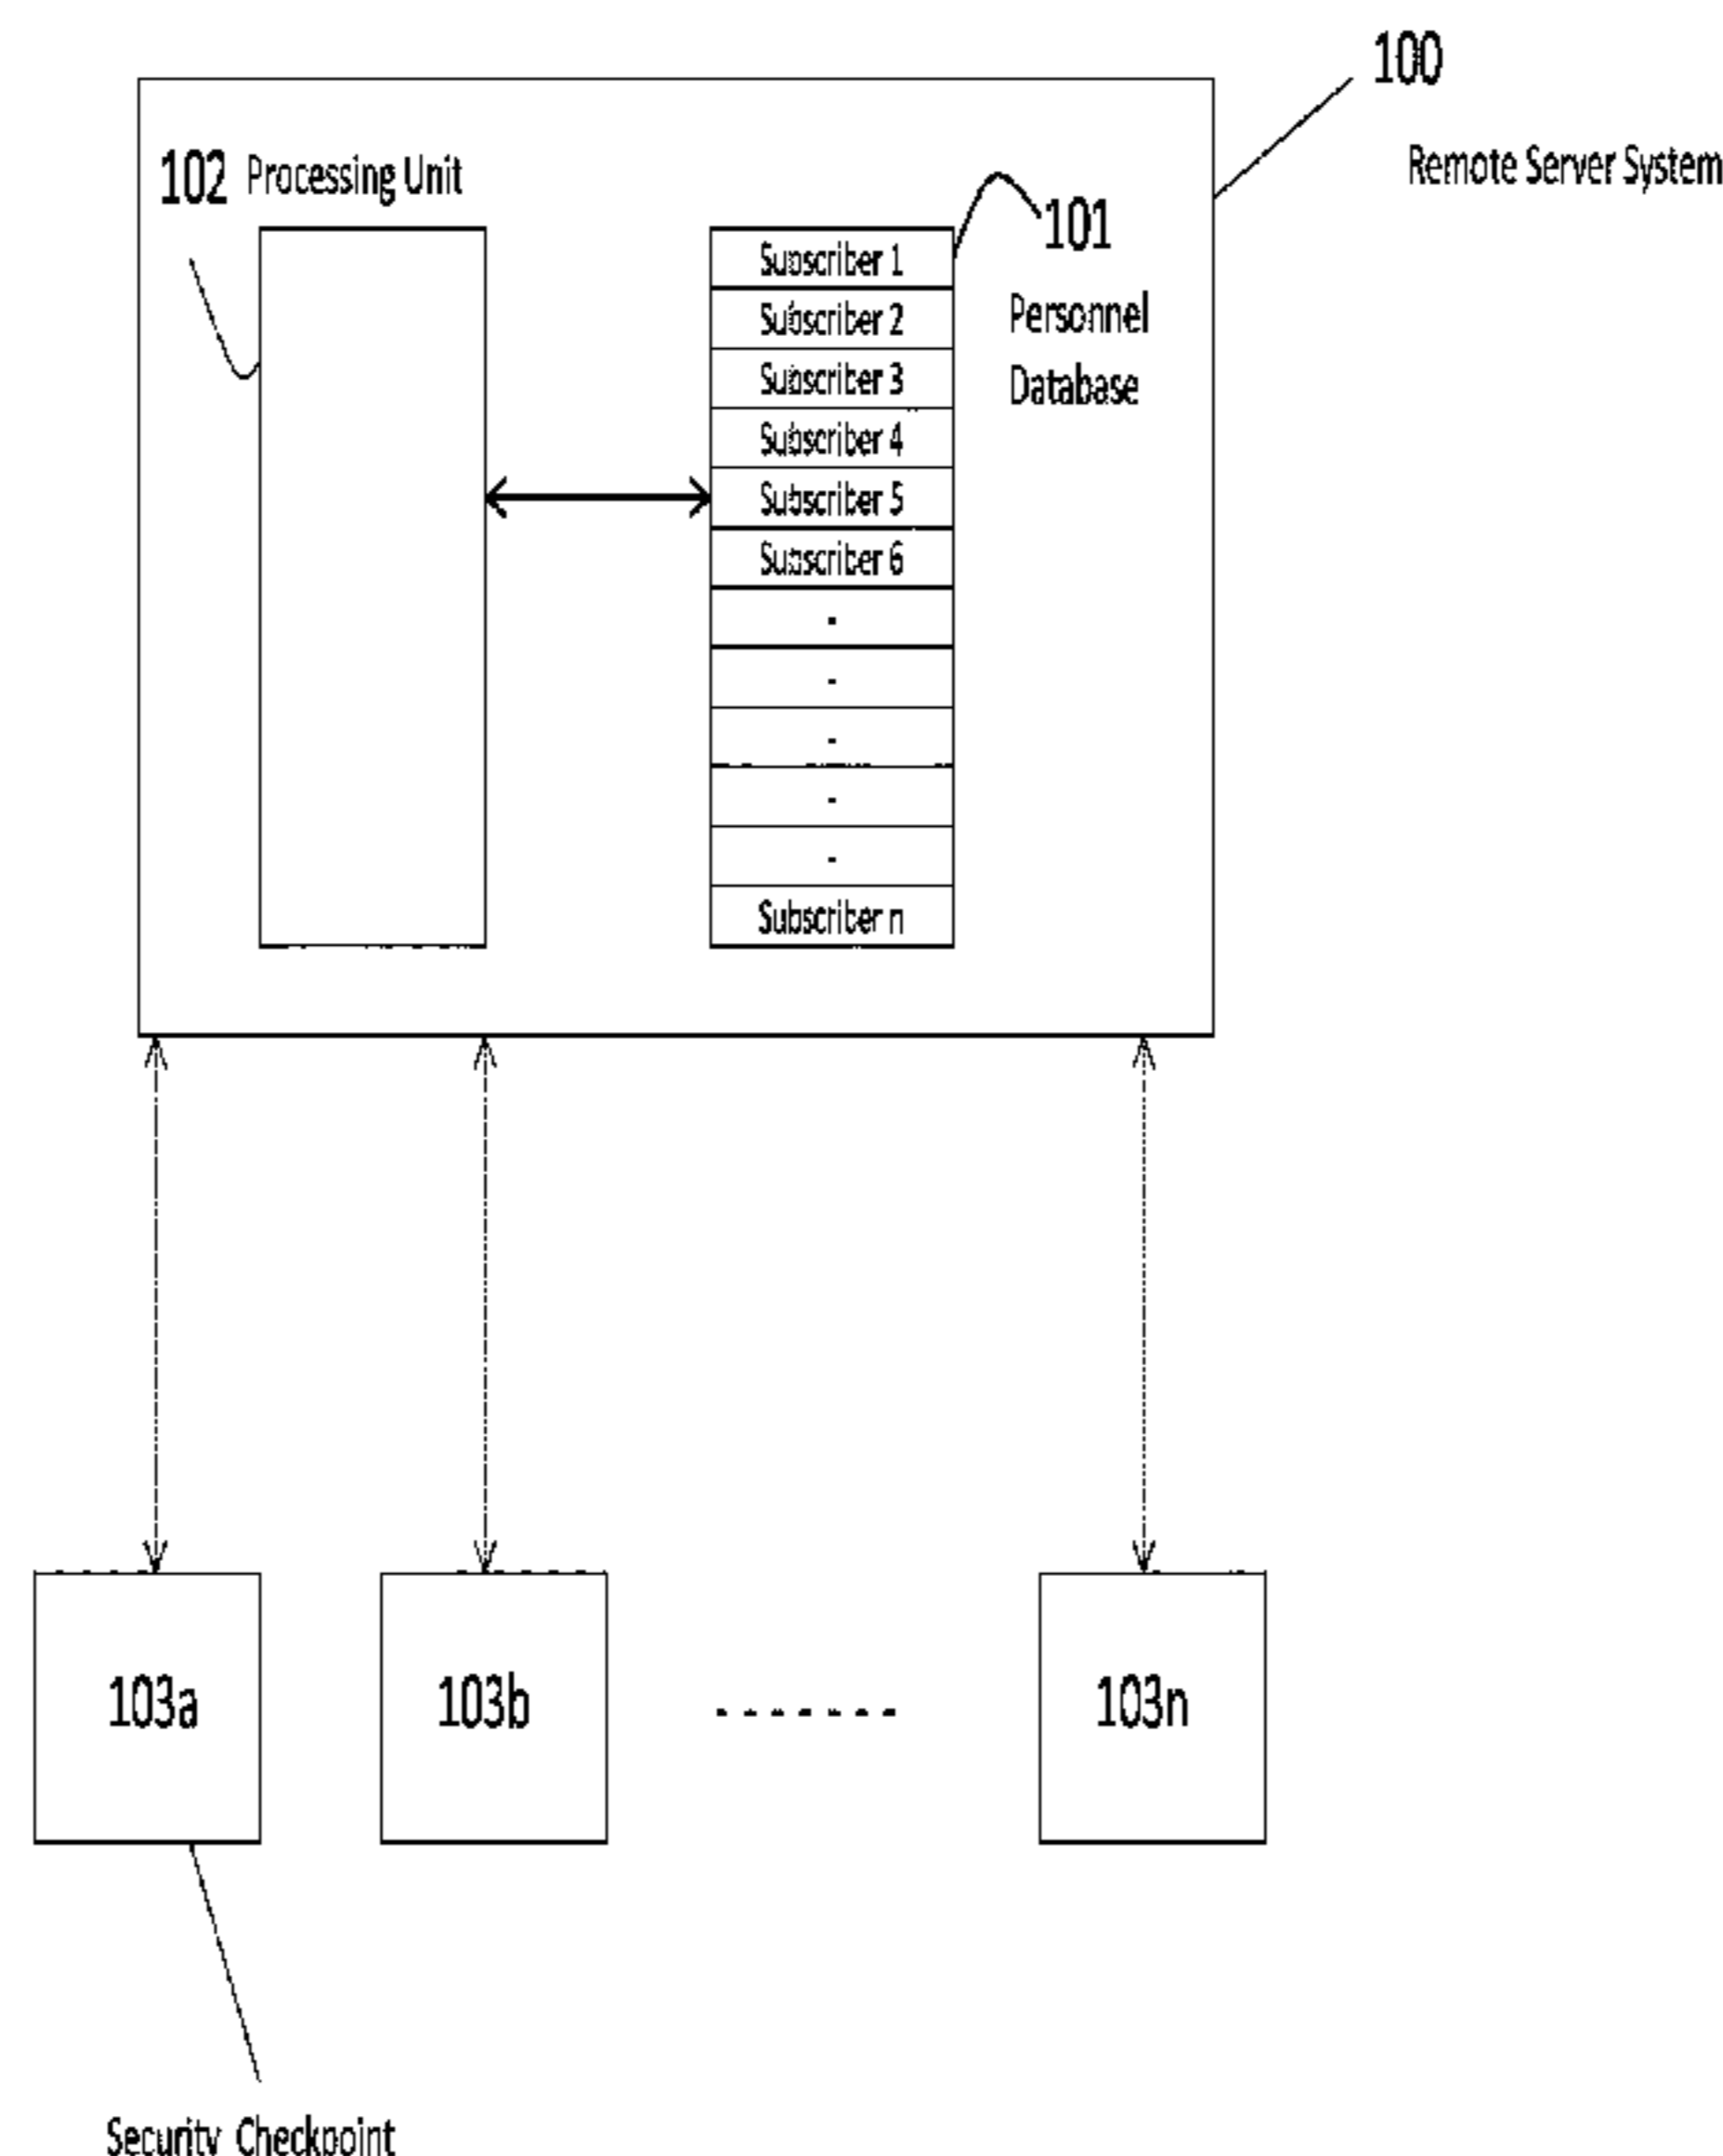 100
Remote Server System
102 Processing Unit
101
Personnel
Database
Subscriber 1
Subscriber 2
Subscriber 3
Subscriber 4
Subscriber 5
Subscriber 6
Subscriber n
103a
103b
.......
103n
Security Checkpoint